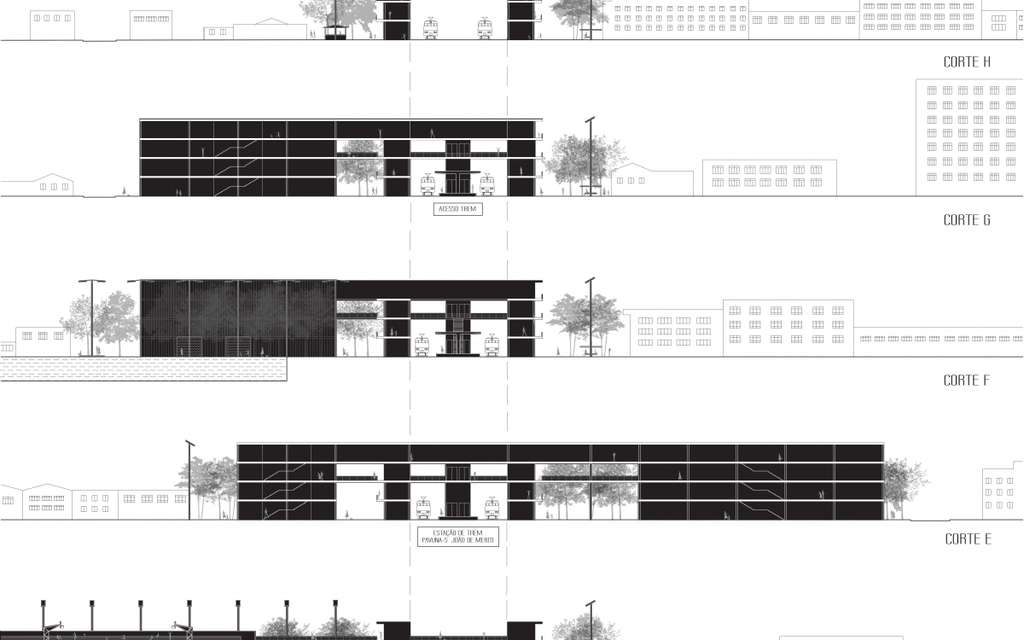 CORTE H
ACESSO TREM
CORTE G
CORTE F
ESTAÇÃO DE TREM
PAVUNA-S. JOÃO DE MERITI
CORTE E